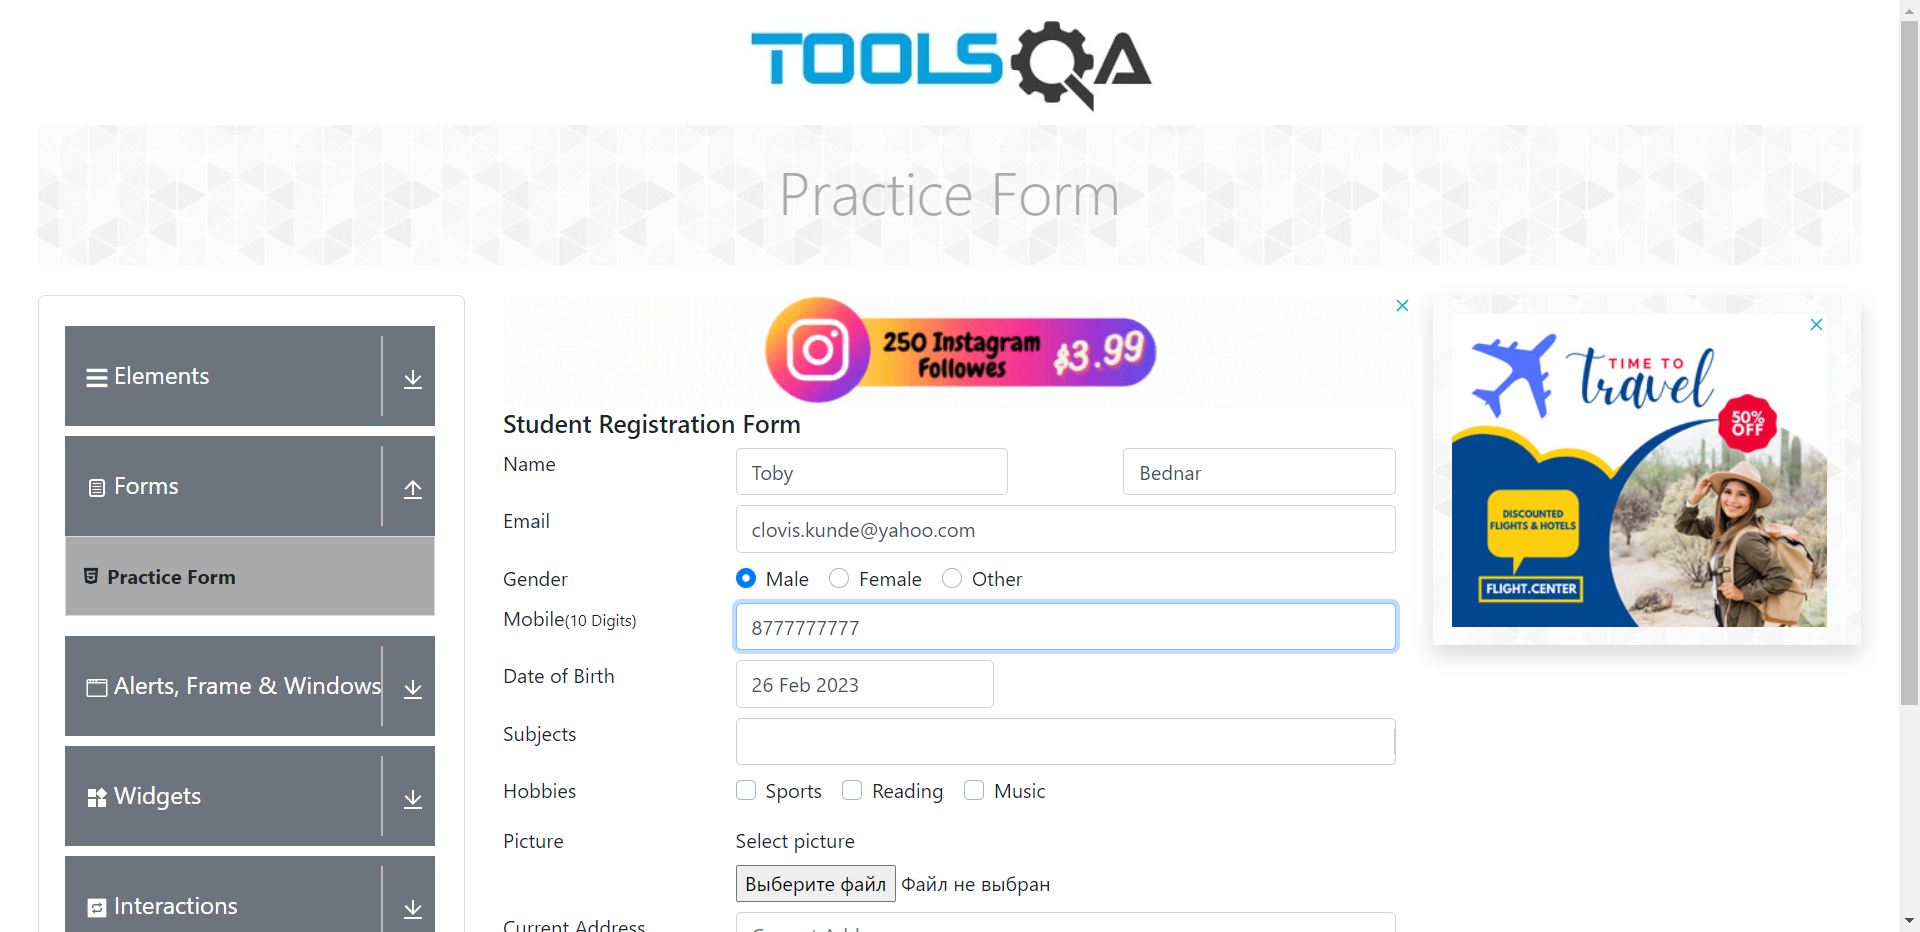 TOOLSQA
Practice Form
Elements
Forms
Practice Form
Alerts, Frame & Windows
Widgets
Interactions
250 Instagram
Followes
$3.99
Student Registration Form
Name
Toby
Bednar
Email
clovis.kunde@yahoo.com
Gender
Male
Female
Other
Mobile(10 Digits)
8777777777
Date of Birth
26 Feb 2023
Subjects
Hobbies
Sports
Reading
Music
Picture
Select picture
Выберите файл
Файл не выбран
Current Address
TIME TO
travel
50%
OFF
DISCOUNTED
FLIGHTS & HOTELS
FLIGHT.CENTER